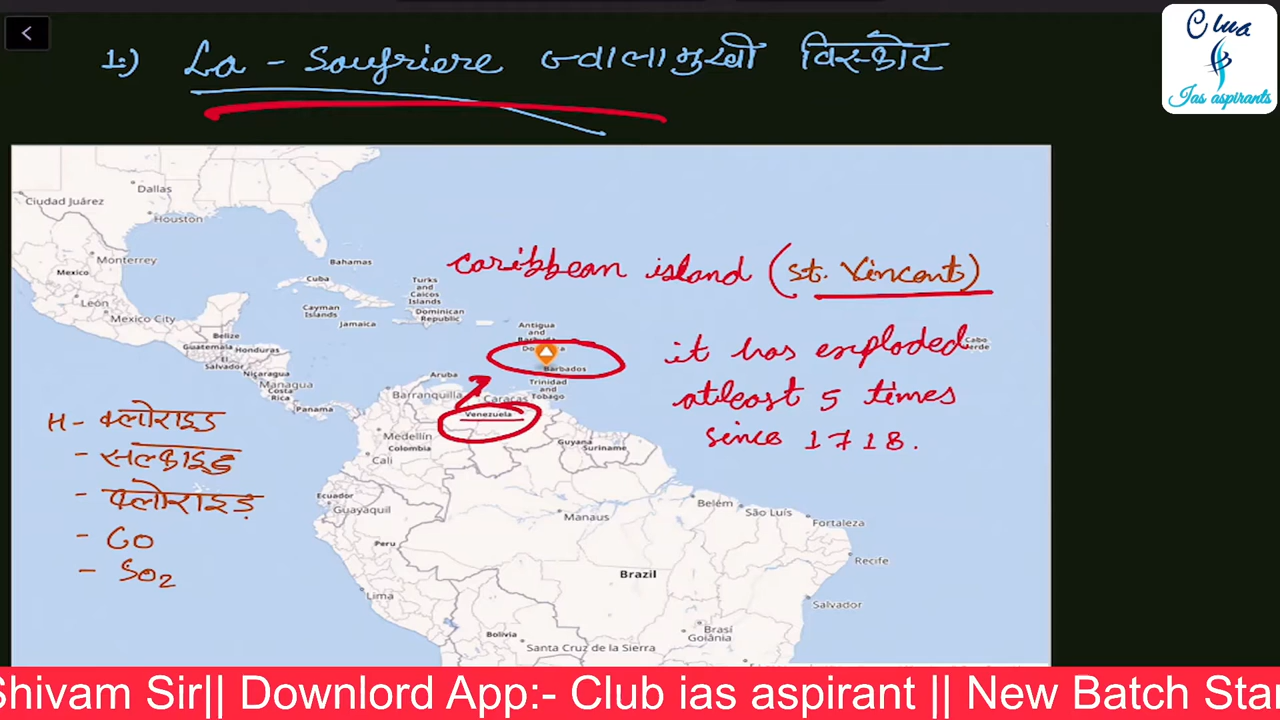 1:) La - Soufriere ज्वालामुखी विस्फोट
Clua
Ias aspirants
Caribbean island (St. Vincent)
it has exploded
atleast 5 times
since 1718.
H - क्लोराइड
- सल्फाइड
- क्लोराइड
- CO
- SO2
Dallas
Ciudad Juárez
Houston
Monterrey
Mexico
León
Mexico City
Bahamas
Cuba
Turks and Caicos Islands
Cayman Islands
Jamaica
Dominican Republic
Belize
Guatemala
Honduras
El Salvador
Nicaragua
Managua
Costa Rica
Panama
Antigua and
Barbados
Trinidad and Tobago
Aruba
Barranquilla
Caracas
Venezuela
Medellín
Colombia
Cali
Guyana
Suriname
Cabo Verde
Ecuador
Guayaquil
Peru
Lima
Manaus
Belém
São Luís
Fortaleza
Recife
Brazil
Salvador
Brasí
Goiânia
Bolivia
Santa Cruz de la Sierra
Shivam Sir|| Downlord App:- Club ias aspirant || New Batch Star